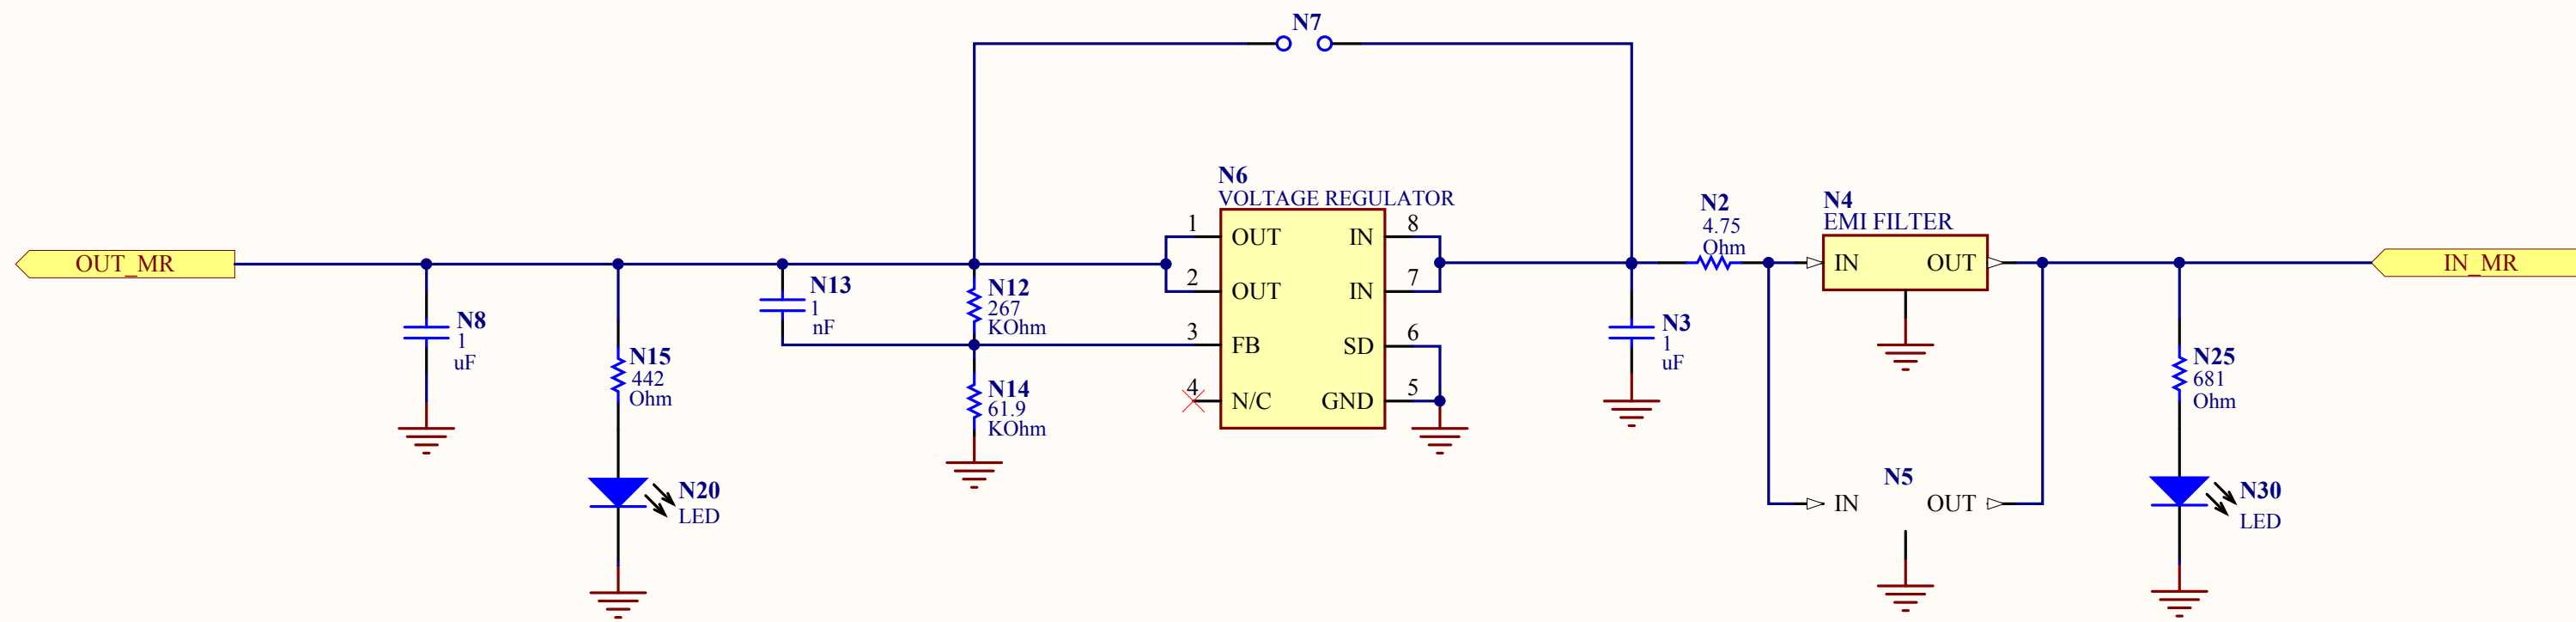 N7
N6
VOLTAGE REGULATOR
N2
4.75
Ohm
N4
EMI FILTER
OUT_MR
1
OUT
IN
8
IN
OUT
IN_MR
2
OUT
IN
7
N13
1
nF
N12
267
KOhm
N8
1
uF
3
FB
SD
6
N3
1
uF
N15
442
Ohm
N25
681
Ohm
N14
61.9
KOhm
4
N/C
GND
5
N5
IN
OUT
N20
LED
N30
LED